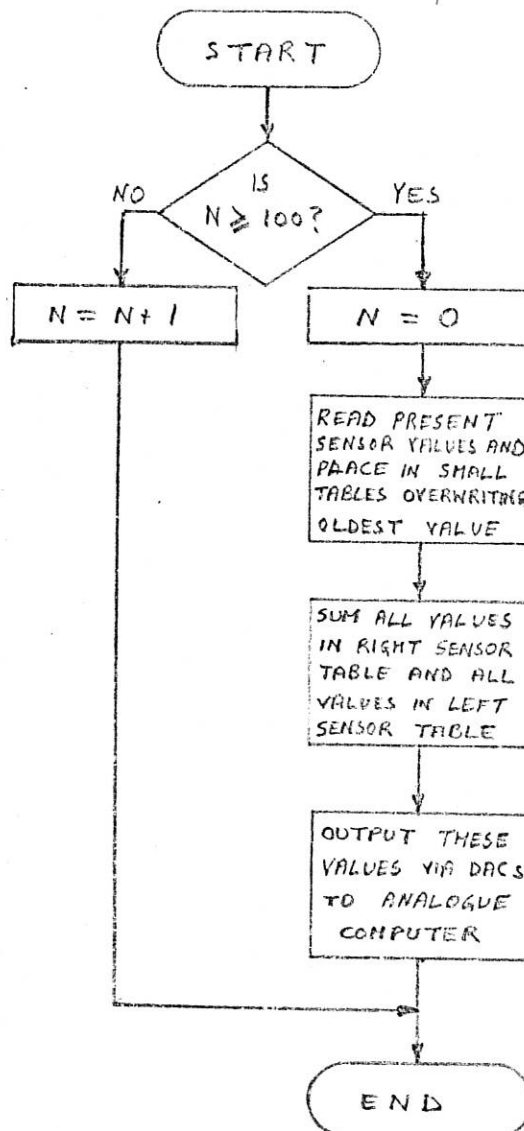 START
IS
N ≥ 100?
NO
YES
N = N + 1
N = 0
READ PRESENT
SENSOR VALUES AND
PLACE IN SMALL
TABLES OVERWRITING
OLDEST VALUE
SUM ALL VALUES
IN RIGHT SENSOR
TABLE AND ALL
VALUES IN LEFT
SENSOR TABLE
OUTPUT THESE
VALUES VIA DACS
TO ANALOGUE
COMPUTER
END